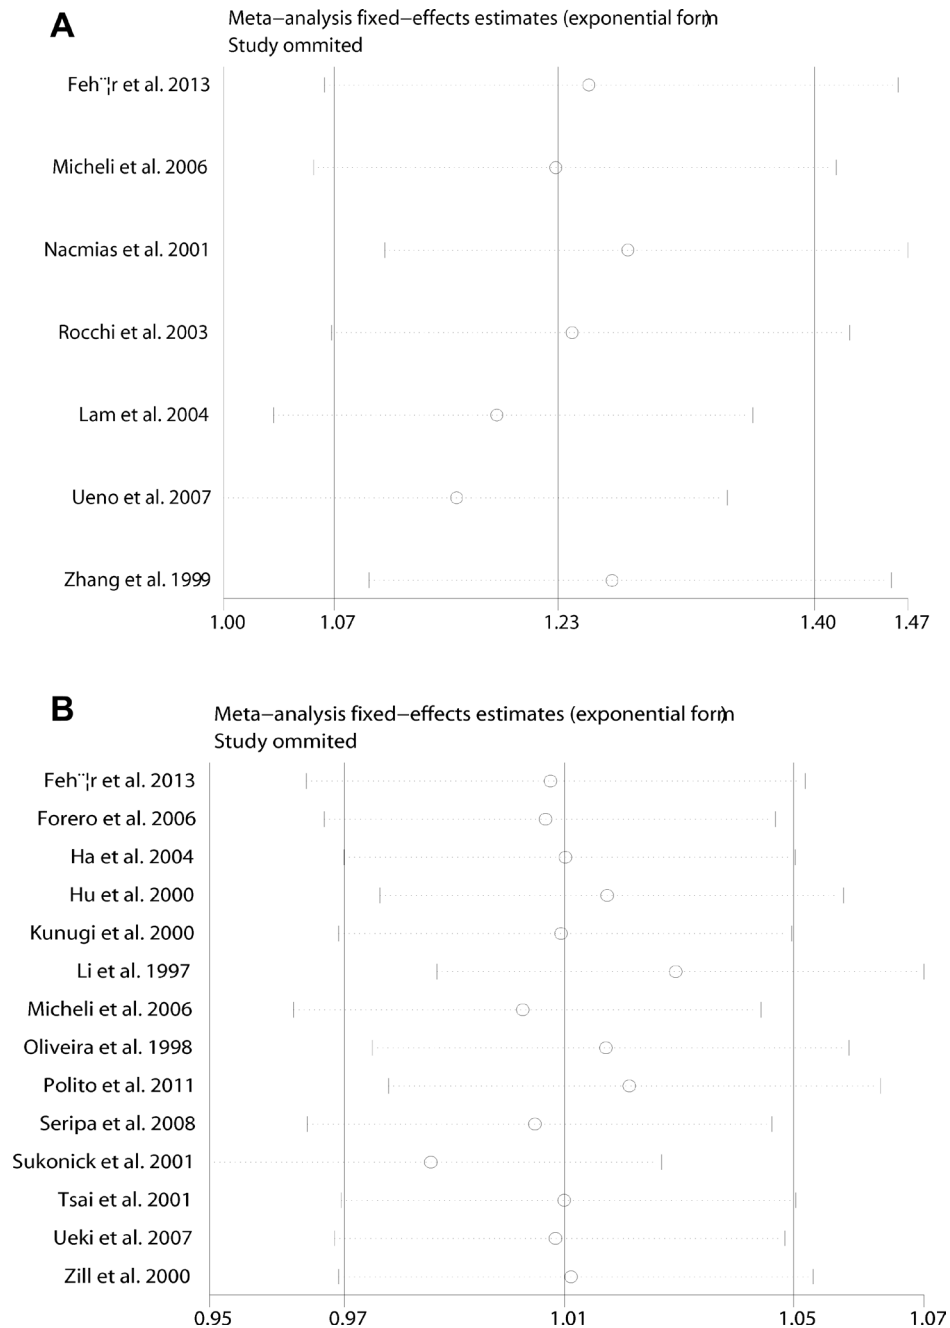 A
Meta−analysis fixed−effects estimates (exponential form)
Study ommited
Feh¨¦r et al. 2013
Micheli et al. 2006
Nacmias et al. 2001
Rocchi et al. 2003
Lam et al. 2004
Ueno et al. 2007
Zhang et al. 1999
1.00 1.07 1.23 1.40 1.47
B
Meta−analysis fixed−effects estimates (exponential form)
Study ommited
Feh¨¦r et al. 2013
Forero et al. 2006
Ha et al. 2004
Hu et al. 2000
Kunugi et al. 2000
Li et al. 1997
Micheli et al. 2006
Oliveira et al. 1998
Polito et al. 2011
Seripa et al. 2008
Sukonick et al. 2001
Tsai et al. 2001
Ueki et al. 2007
Zill et al. 2000
0.95 0.97 1.01 1.05 1.07